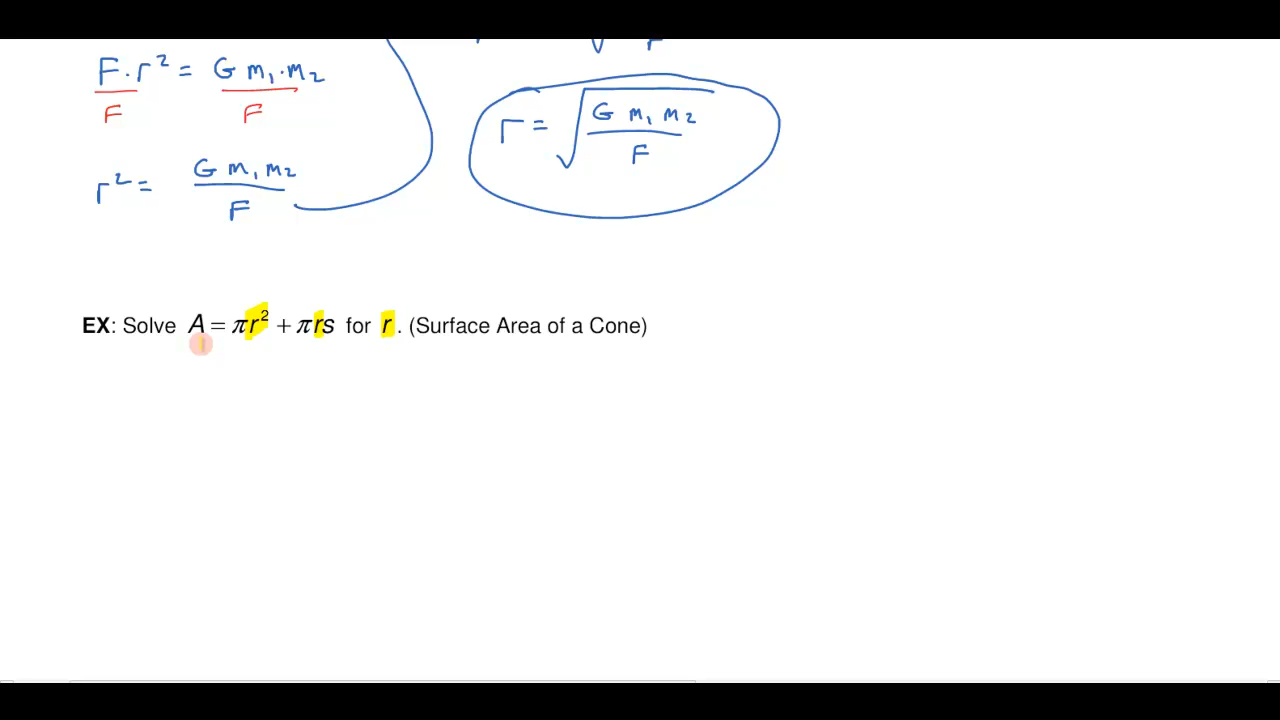 F · r² = G m₁ · m₂
F F
r² = G m₁ m₂
F
r = √ G m₁ m₂
F
EX: Solve A = πr² + πrs for r. (Surface Area of a Cone)